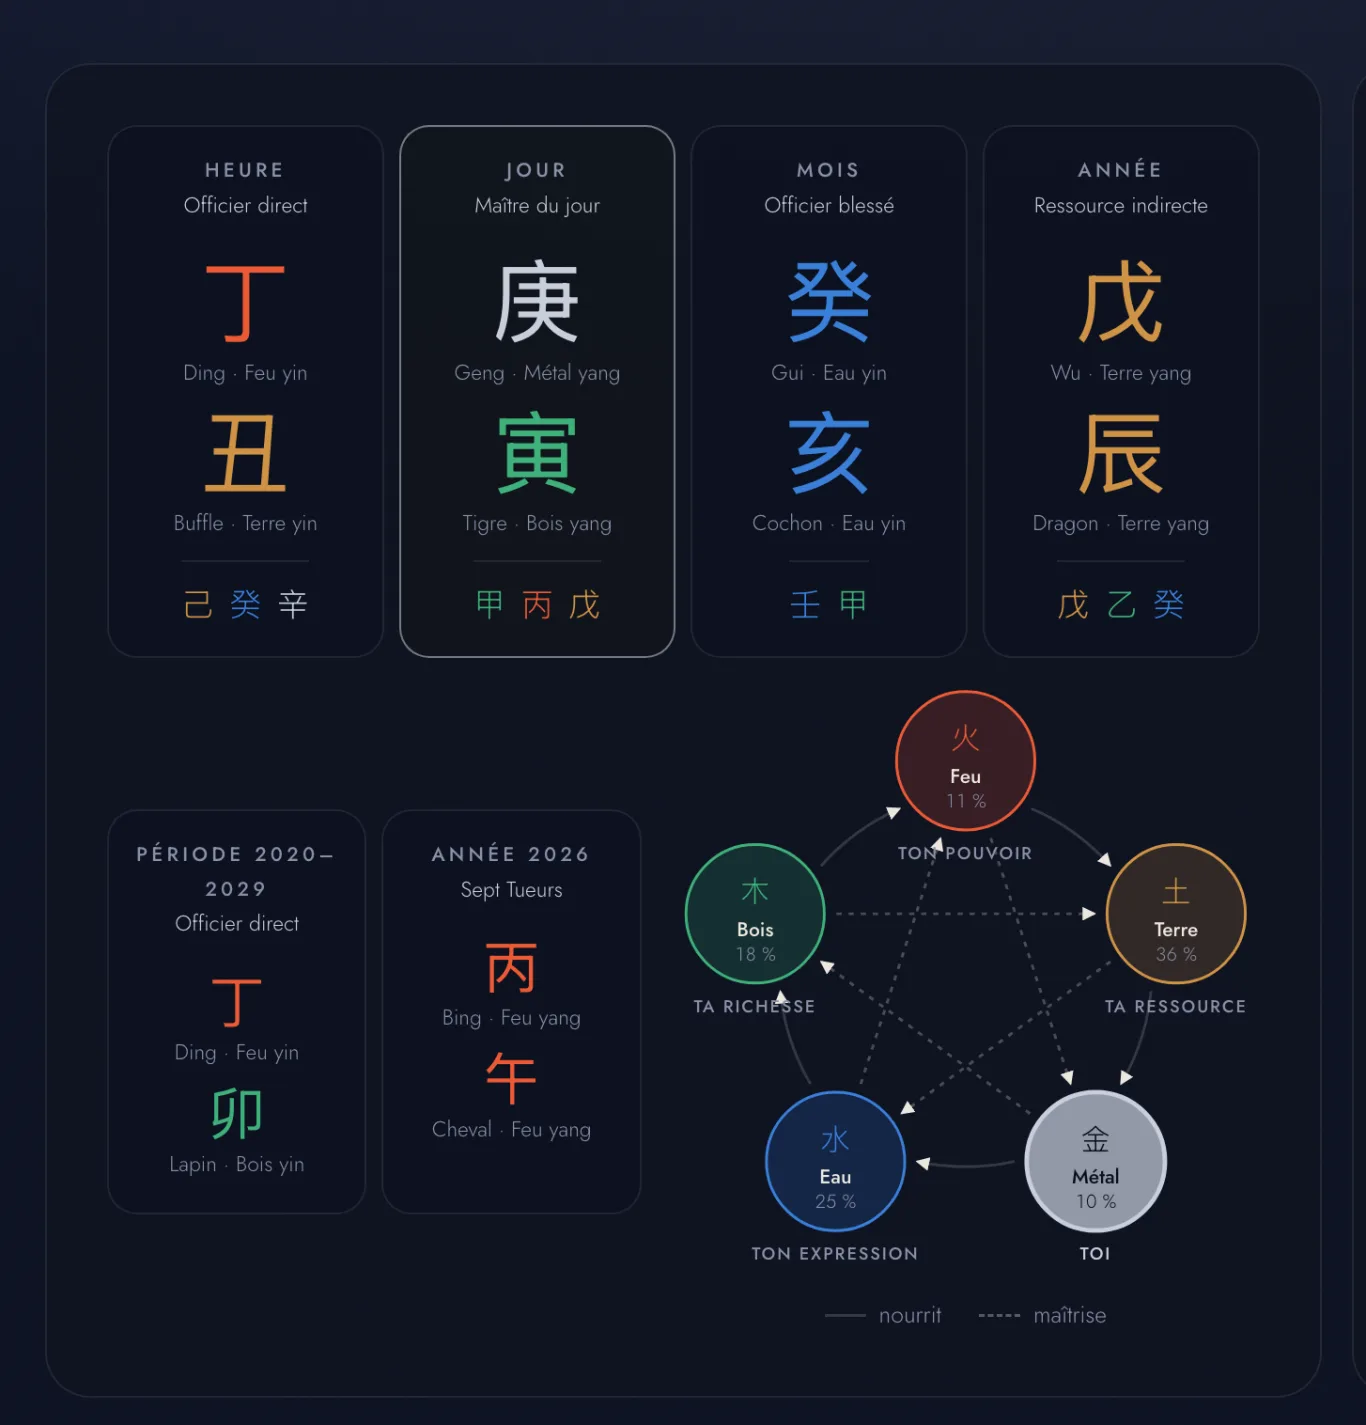 HEURE
Officier direct
丁
Ding · Feu yin
丑
Buffle · Terre yin
己 癸 辛
JOUR
Maître du jour
庚
Geng · Métal yang
寅
Tigre · Bois yang
甲 丙 戊
MOIS
Officier blessé
癸
Gui · Eau yin
亥
Cochon · Eau yin
壬 甲
ANNÉE
Ressource indirecte
戊
Wu · Terre yang
辰
Dragon · Terre yang
戊 乙 癸
PÉRIODE 2020–
2029
Officier direct
丁
Ding · Feu yin
卯
Lapin · Bois yin
ANNÉE 2026
Sept Tueurs
丙
Bing · Feu yang
午
Cheval · Feu yang
火
Feu
11 %
TON POUVOIR
木
Bois
18 %
TA RICHESSE
土
Terre
36 %
TA RESSOURCE
水
Eau
25 %
TON EXPRESSION
金
Métal
10 %
TOI
nourrit
maîtrise